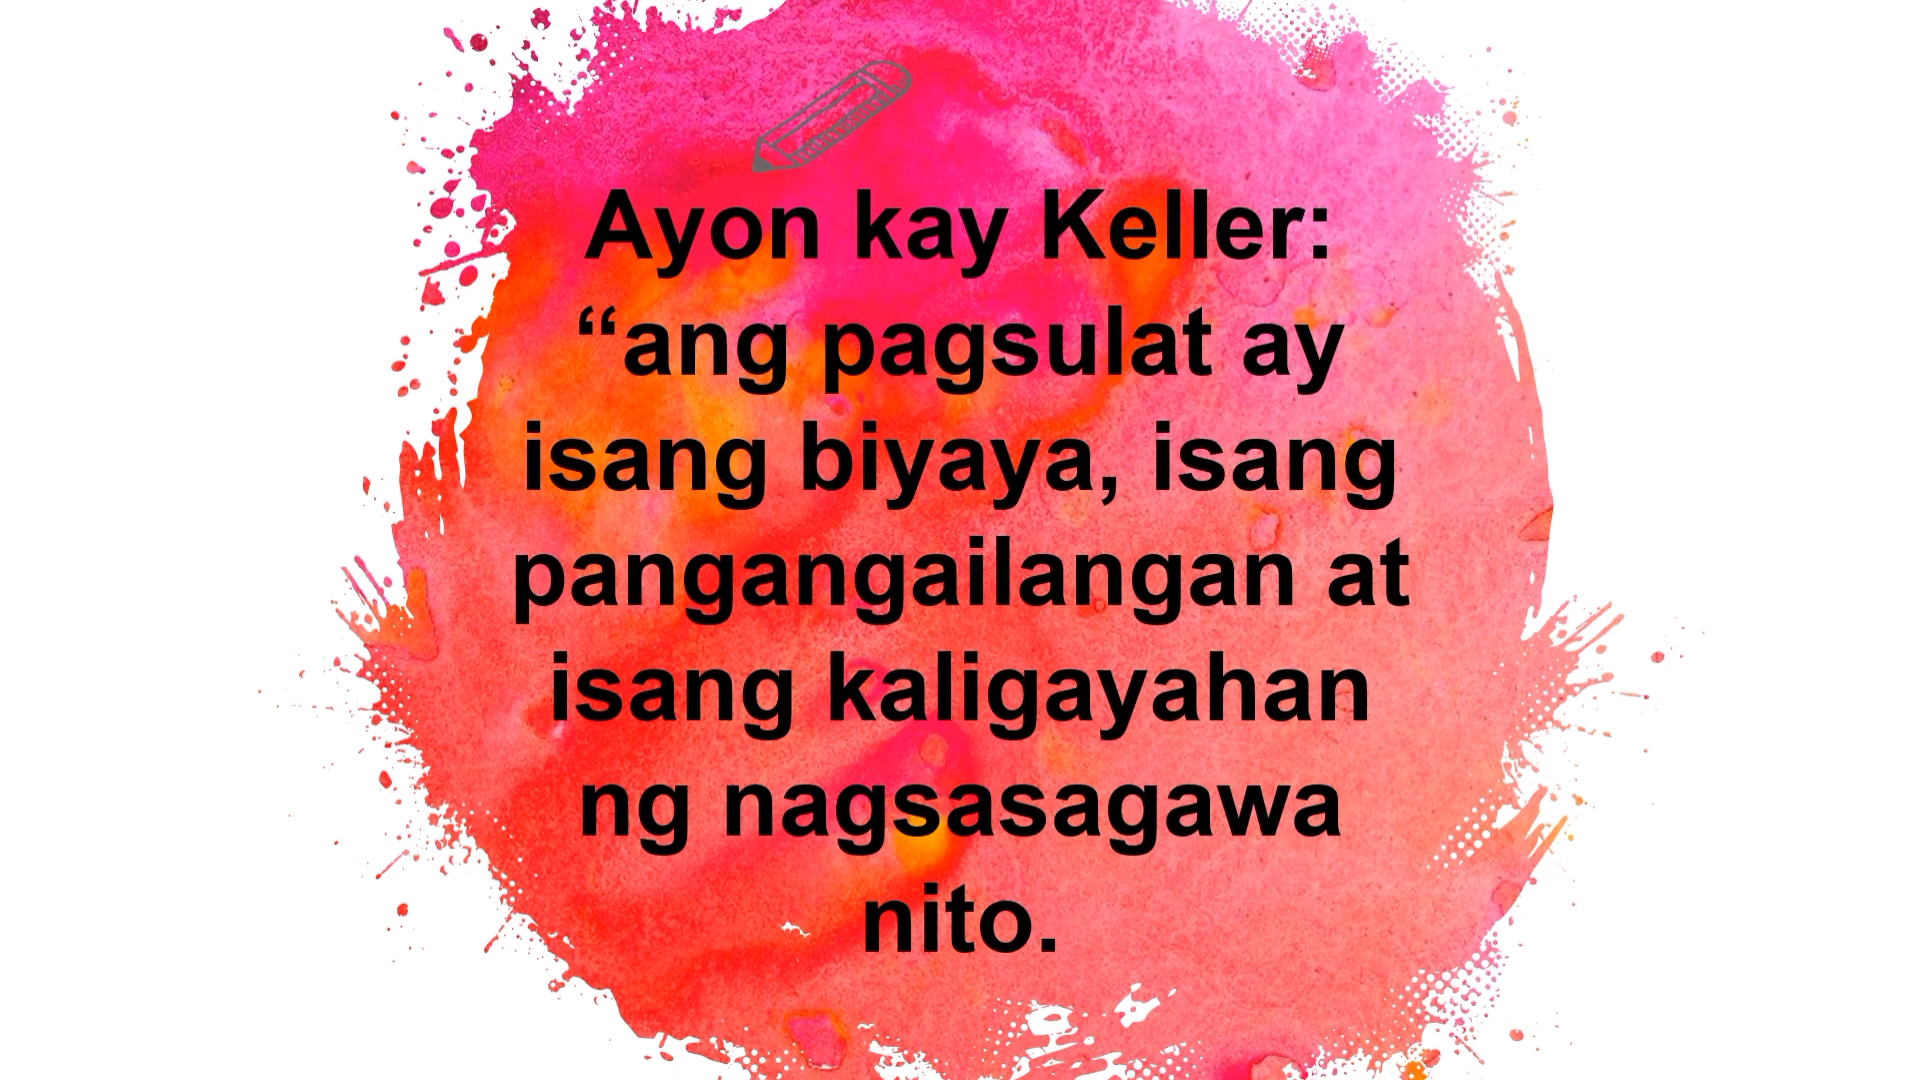 Ayon kay Keller:
“ang pagsulat ay
isang biyaya, isang
pangangailangan at
isang kaligayahan
ng nagsasagawa
nito.